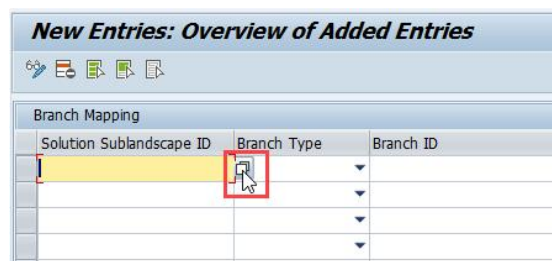 New Entries: Overview of Added Entries
Branch Mapping
Solution Sublandscape ID Branch Type Branch ID